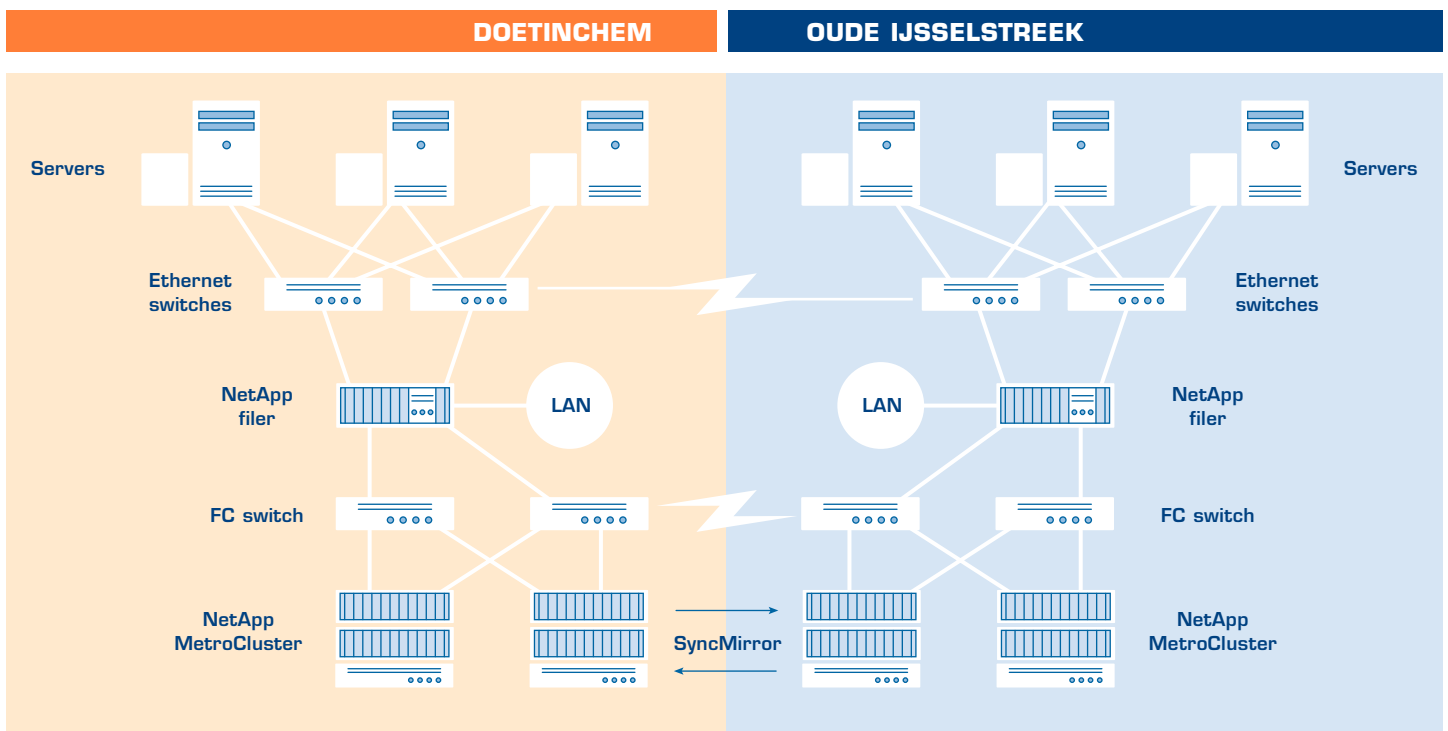 DOETINCHEM
OUDE IJSSELSTREEK
Servers
Servers
Ethernet
switches
Ethernet
switches
NetApp
filer
LAN
LAN
NetApp
filer
FC switch
FC switch
NetApp
MetroCluster
SyncMirror
NetApp
MetroCluster